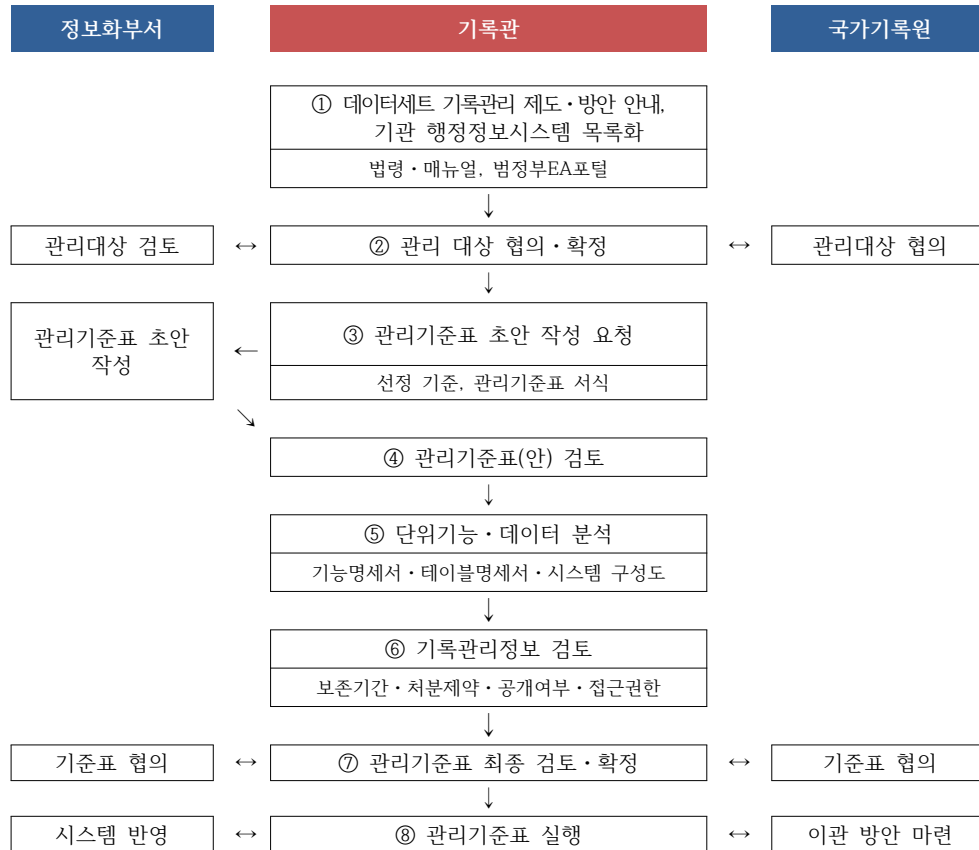 정보화부서
기록관
국가기록원
① 데이터세트 기록관리 제도·방안 안내,
기관 행정정보시스템 목록화
법령·매뉴얼, 범정부EA포털
↓
관리대상 검토 ↔ ② 관리 대상 협의·확정 ↔ 관리대상 협의
↓
관리기준표 초안
작성
←
③ 관리기준표 초안 작성 요청
선정 기준, 관리기준표 서식
↘
④ 관리기준표(안) 검토
↓
⑤ 단위기능·데이터 분석
기능명세서·테이블명세서·시스템 구성도
↓
⑥ 기록관리정보 검토
보존기간·처분제약·공개여부·접근권한
↓
기준표 협의 ↔ ⑦ 관리기준표 최종 검토·확정 ↔ 기준표 협의
↓
시스템 반영 ↔ ⑧ 관리기준표 실행 ↔ 이관 방안 마련